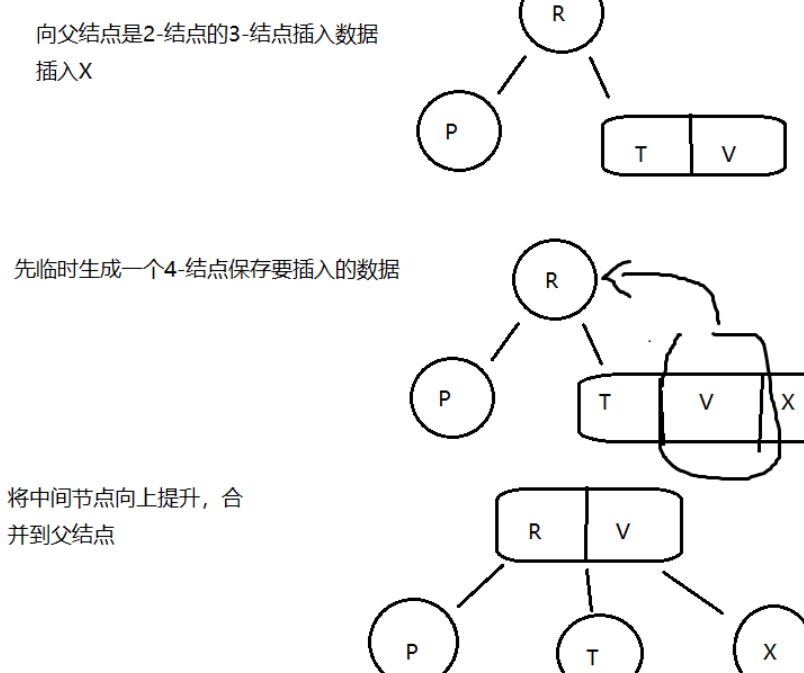 向父结点是2-结点的3-结点插入数据
插入X
R
P
T V
先临时生成一个4-结点保存要插入的数据
R
P
T V X
将中间节点向上提升，合
并到父结点
R V
P T X